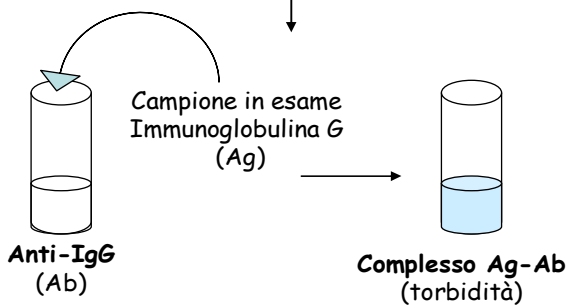 Campione in esame
Immunoglobulina G
(Ag)
Anti-IgG
(Ab)
Complesso Ag-Ab
(torbidità)